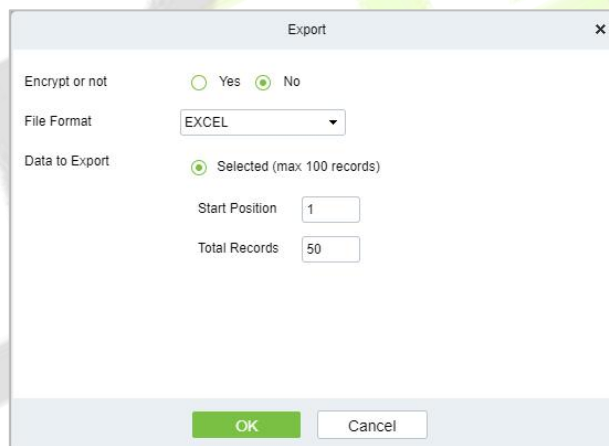 Export
Encrypt or not Yes No
File Format EXCEL
Data to Export Selected (max 100 records)
Start Position 1
Total Records 50
OK Cancel